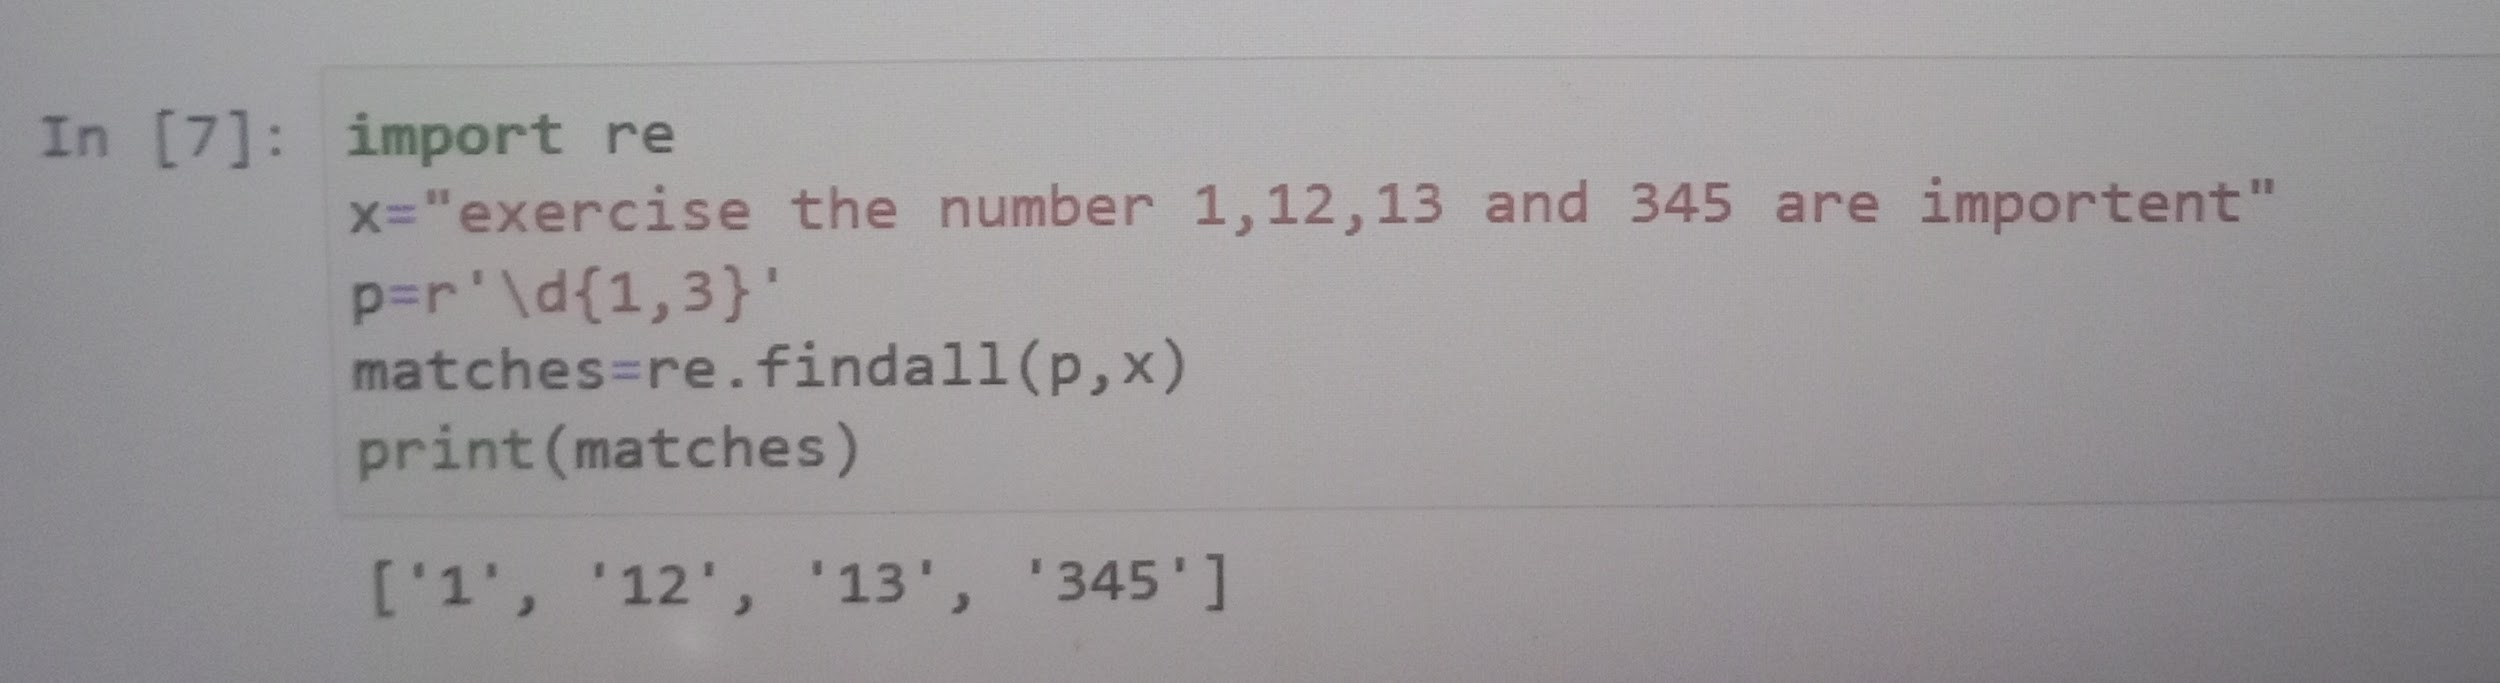 In [7]: import re
x="exercise the number 1,12,13 and 345 are importent"
p=r'\d{1,3}'
matches=re.findall(p,x)
print(matches)
['1', '12', '13', '345']